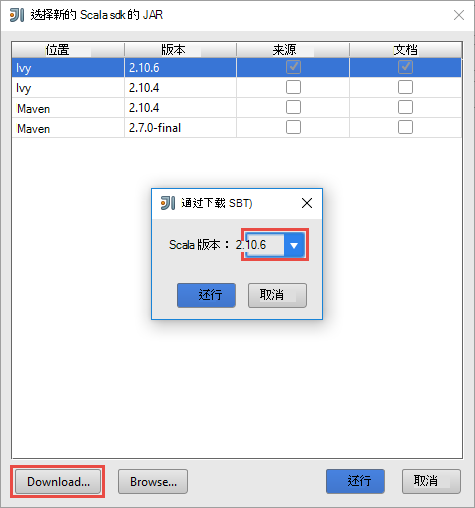 选择新的 Scala sdk 的 JAR
位置 版本 来源 文档
Ivy 2.10.6
Ivy 2.10.4
Maven 2.10.4
Maven 2.7.0-final
通过下载 SBT)
Scala 版本： 2.10.6
还行 取消
Download... Browse... 还行 取消